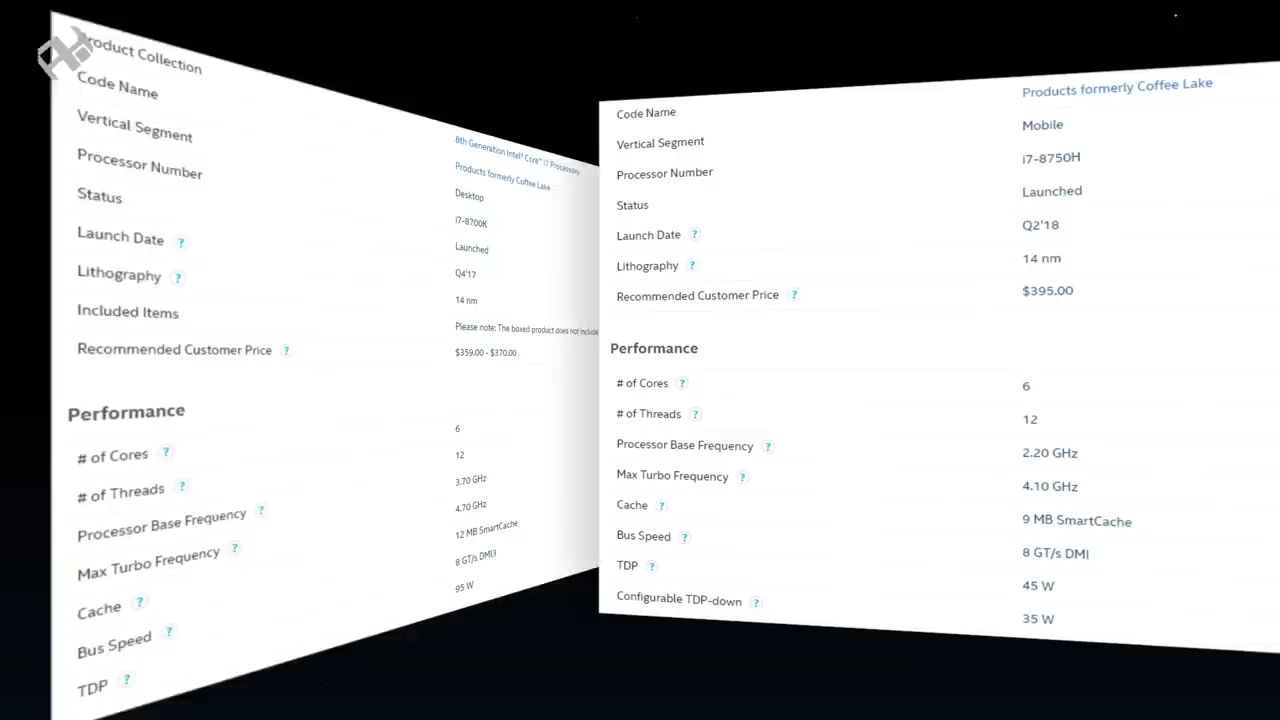 Product Collection
8th Generation Intel® Core™ i7 Processors
Code Name
Products formerly Coffee Lake
Vertical Segment
Desktop
Processor Number
i7-8700K
Status
Launched
Launch Date ?
Q4'17
Lithography ?
14 nm
Included Items
Please note: The boxed product does not include
Recommended Customer Price ?
$359.00 - $370.00
Performance
# of Cores ?
6
# of Threads ?
12
Processor Base Frequency ?
3.70 GHz
Max Turbo Frequency ?
4.70 GHz
Cache ?
12 MB SmartCache
Bus Speed ?
8 GT/s DMI3
TDP ?
95 W
Code Name
Products formerly Coffee Lake
Vertical Segment
Mobile
Processor Number
i7-8750H
Status
Launched
Launch Date ?
Q2'18
Lithography ?
14 nm
Recommended Customer Price ?
$395.00
Performance
# of Cores ?
6
# of Threads ?
12
Processor Base Frequency ?
2.20 GHz
Max Turbo Frequency ?
4.10 GHz
Cache ?
9 MB SmartCache
Bus Speed ?
8 GT/s DMI
TDP ?
45 W
Configurable TDP-down ?
35 W